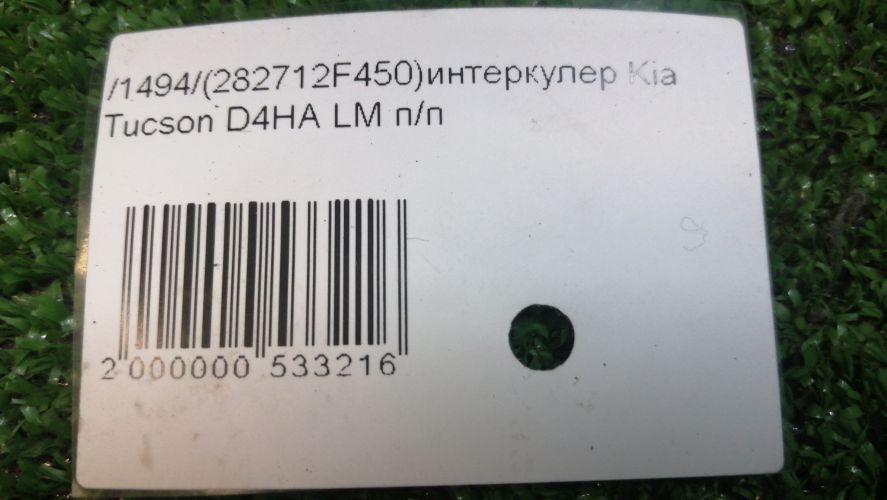 /1494/(282712F450)интеркулер Kia
Tucson D4HA LM п/п
2 000000 533216